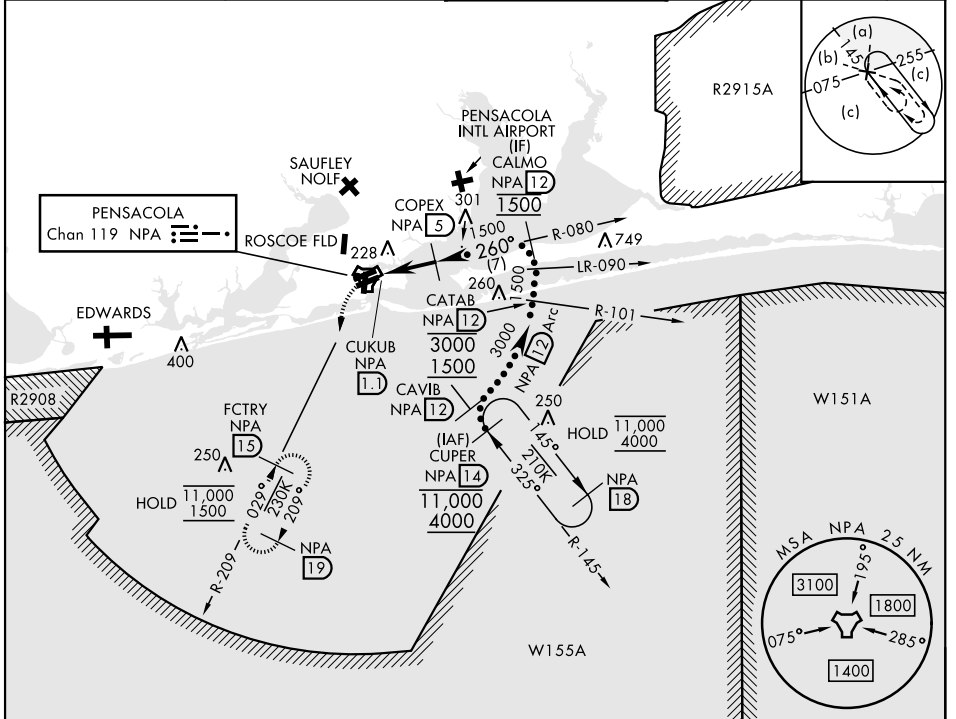 R2915A
(a)
145°
(b)
255
(c)
075
(c)
PENSACOLA
INTL AIRPORT
(IF)
CALMO
NPA 12
1500
SAUFLEY
NOLF
COPEX
NPA 5
301
PENSACOLA
Chan 119 NPA
ROSCOE FLD
228
1500
260°
(7)
R-080
749
LR-090
1500
260
R-101
EDWARDS
400
CATAB
NPA 12
3000
1500
3000
NPA 12 Arc
CUKUB
NPA
1.1
CAVIB
NPA 12
R2908
FCTRY
NPA
15
250
HOLD 11,000
1500
029°
230K
209°
NPA
19
R-209
(IAF)
CUPER
NPA 14
11,000
4000
250
145°
210K
325°
HOLD 11,000
4000
NPA
18
R-145
W151A
W155A
MSA NPA 25 NM
195°
3100
1800
075°
285°
1400